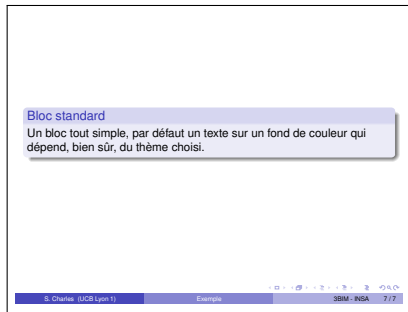 Bloc standard
Un bloc tout simple, par défaut un texte sur un fond de couleur qui
dépend, bien sûr, du thème choisi.
S. Charles (UCB Lyon 1) Exemple 3BIM - INSA 7 / 7